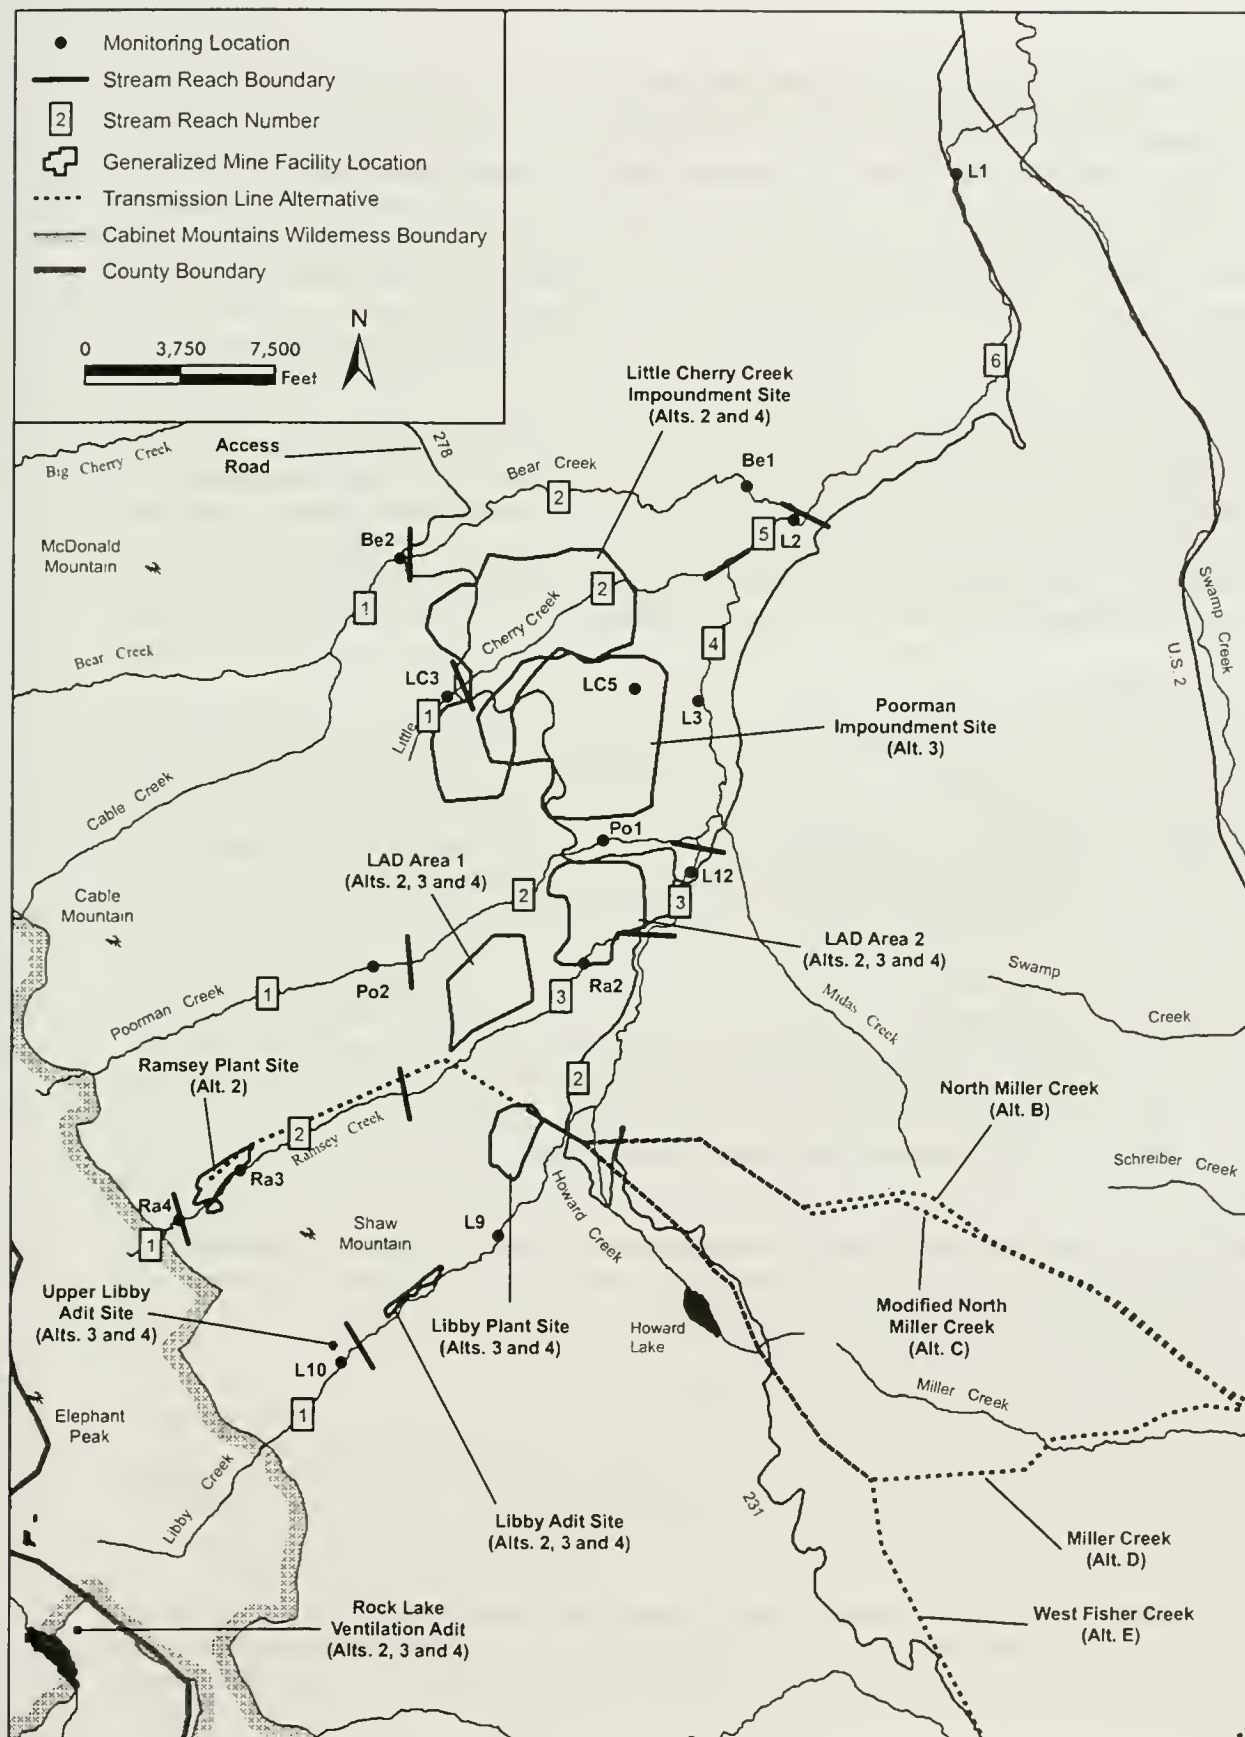 Monitoring Location
Stream Reach Boundary
2
Stream Reach Number
Generalized Mine Facility Location
Transmission Line Alternative
Cabinet Mountains Wilderness Boundary
County Boundary
N
0 3,750 7,500
Feet
L1
6
Little Cherry Creek
Impoundment Site
(Alts. 2 and 4)
Access
Road
278
Big Cherry Creek
Bear Creek
2
Be1
5
L2
Be2
McDonald
Mountain
1
2
Cherry Creek
Swamp Creek
U.S. 2
Bear Creek
4
LC3
LC5
L3
1
Little
Poorman
Impoundment Site
(Alt. 3)
Cable Creek
Po1
LAD Area 1
(Alts. 2, 3 and 4)
L12
2
3
Cable
Mountain
LAD Area 2
(Alts. 2, 3 and 4)
Po2
Ra2
1
3
Poorman Creek
Midas Creek
Swamp
Creek
Ramsey Plant Site
(Alt. 2)
2
North Miller Creek
(Alt. B)
2
Ramsey Creek
Schreiber Creek
Ra3
Ra4
Howard Creek
1
Shaw
Mountain
L9
Upper Libby
Adit Site
(Alts. 3 and 4)
Modified North
Miller Creek
(Alt. C)
Libby Plant Site
(Alts. 3 and 4)
Howard
Lake
L10
Miller Creek
1
Elephant
Peak
Libby Creek
231
Libby Adit Site
(Alts. 2, 3 and 4)
Miller Creek
(Alt. D)
Rock Lake
Ventilation Adit
(Alts. 2, 3 and 4)
West Fisher Creek
(Alt. E)